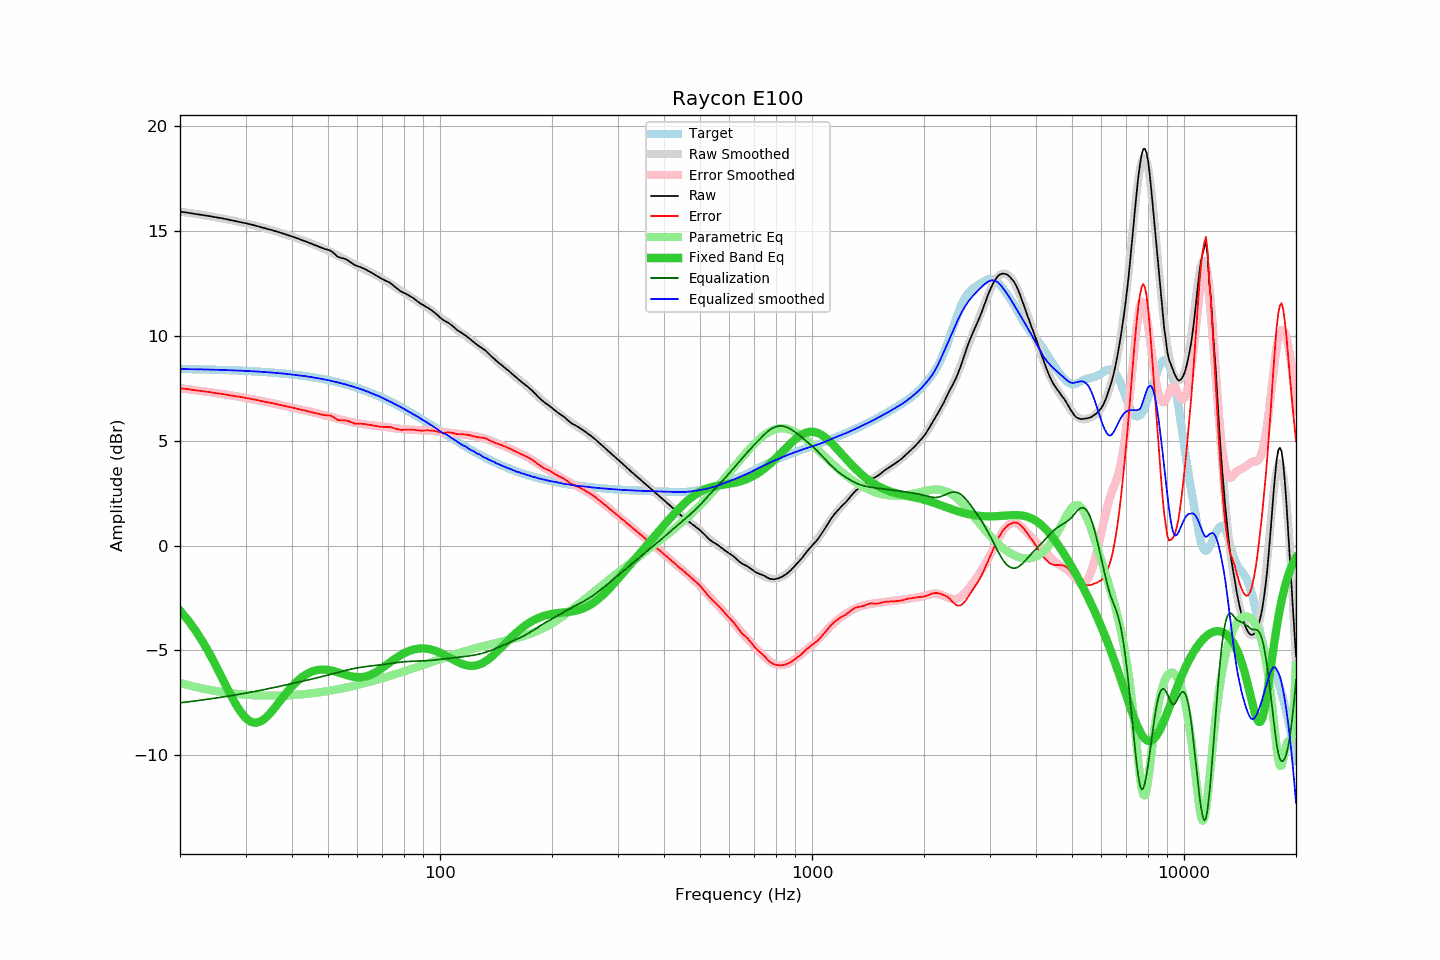 Raycon E100
Target
Raw Smoothed
Error Smoothed
Raw
Error
Parametric Eq
Fixed Band Eq
Equalization
Equalized smoothed
20
15
10
5
0
−5
−10
Amplitude (dBr)
100
1000
10000
Frequency (Hz)